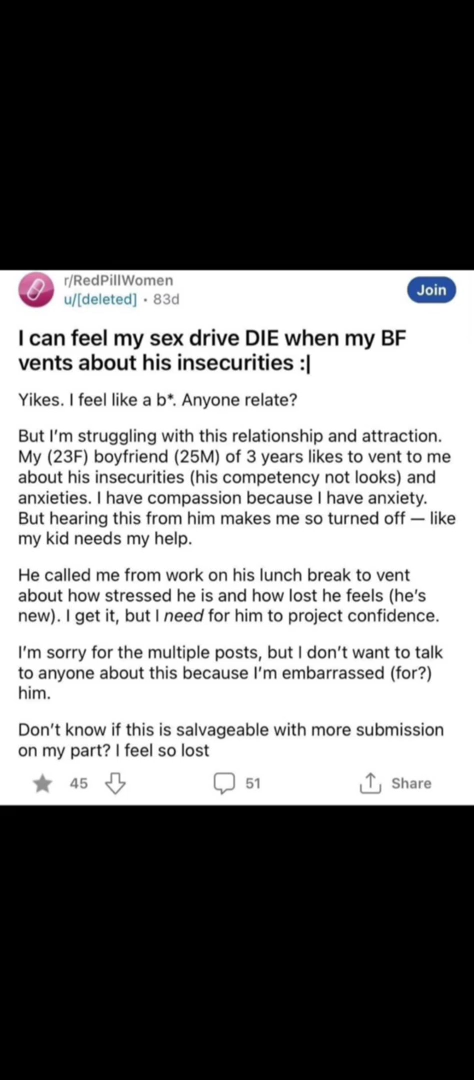 r/RedPillWomen
u/[deleted] • 83d
Join
I can feel my sex drive DIE when my BF
vents about his insecurities :|
Yikes. I feel like a b*. Anyone relate?
But I'm struggling with this relationship and attraction.
My (23F) boyfriend (25M) of 3 years likes to vent to me
about his insecurities (his competency not looks) and
anxieties. I have compassion because I have anxiety.
But hearing this from him makes me so turned off — like
my kid needs my help.
He called me from work on his lunch break to vent
about how stressed he is and how lost he feels (he's
new). I get it, but I need for him to project confidence.
I'm sorry for the multiple posts, but I don't want to talk
to anyone about this because I'm embarrassed (for?)
him.
Don't know if this is salvageable with more submission
on my part? I feel so lost
45 51 Share